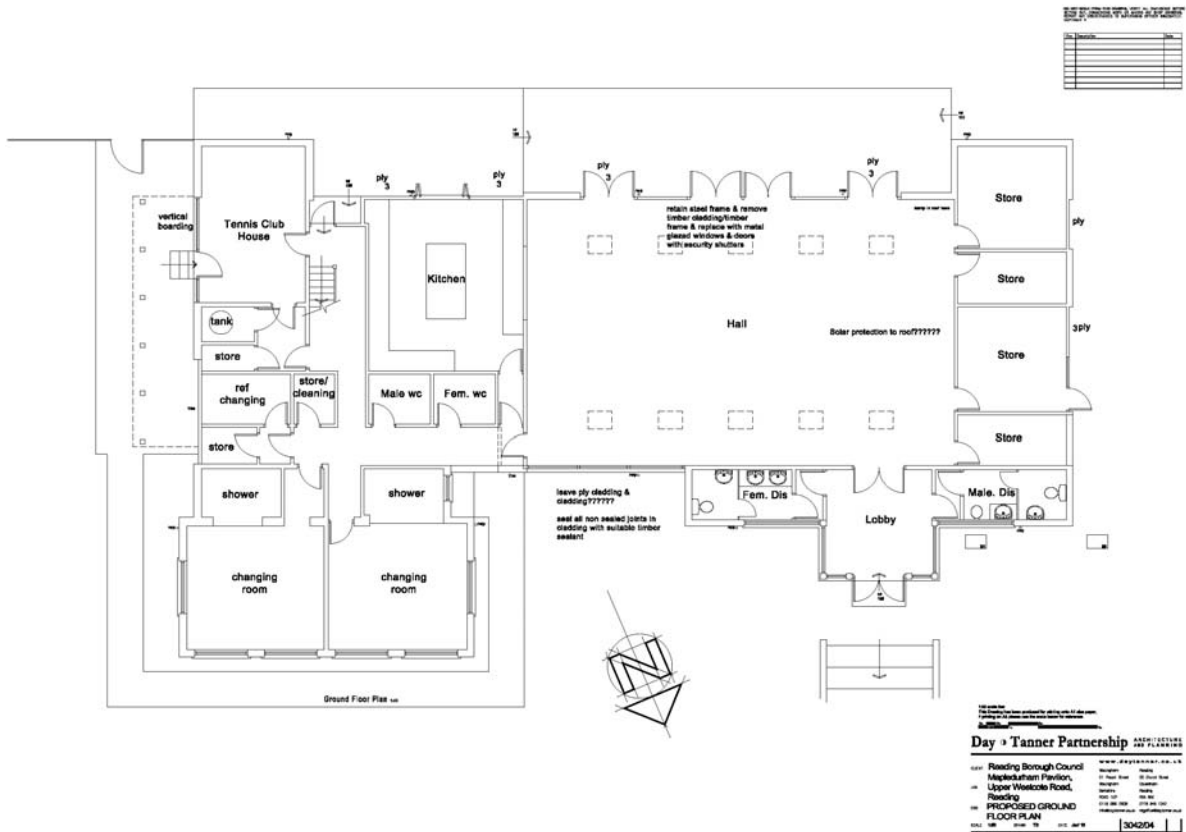 vertical
boarding
Tennis Club
House
ply
3
ply
3
ply
3
retain steel frame & remove
timber cladding/timber
frame & replace with metal
glazed windows & doors
with security shutters
Store
ply
Kitchen
Store
tank
Hall
Solar protection to roof??????
3ply
store
Store
ref
changing
store/
cleaning
Male wc
Fem. wc
store
Store
shower
shower
leave ply cladding &
cladding??????
seal all non sealed joints in
cladding with suitable timber
sealant
Fem. Dis
Male. Dis
Lobby
changing
room
changing
room
N
Ground Floor Plan
Day Tanner Partnership
ARCHITECTURE
AND PLANNING
www.daytanner.co.uk
Reading Borough Council
Mapledurham Pavilion,
Upper Westcote Road,
Reading
PROPOSED GROUND
FLOOR PLAN
3042/04